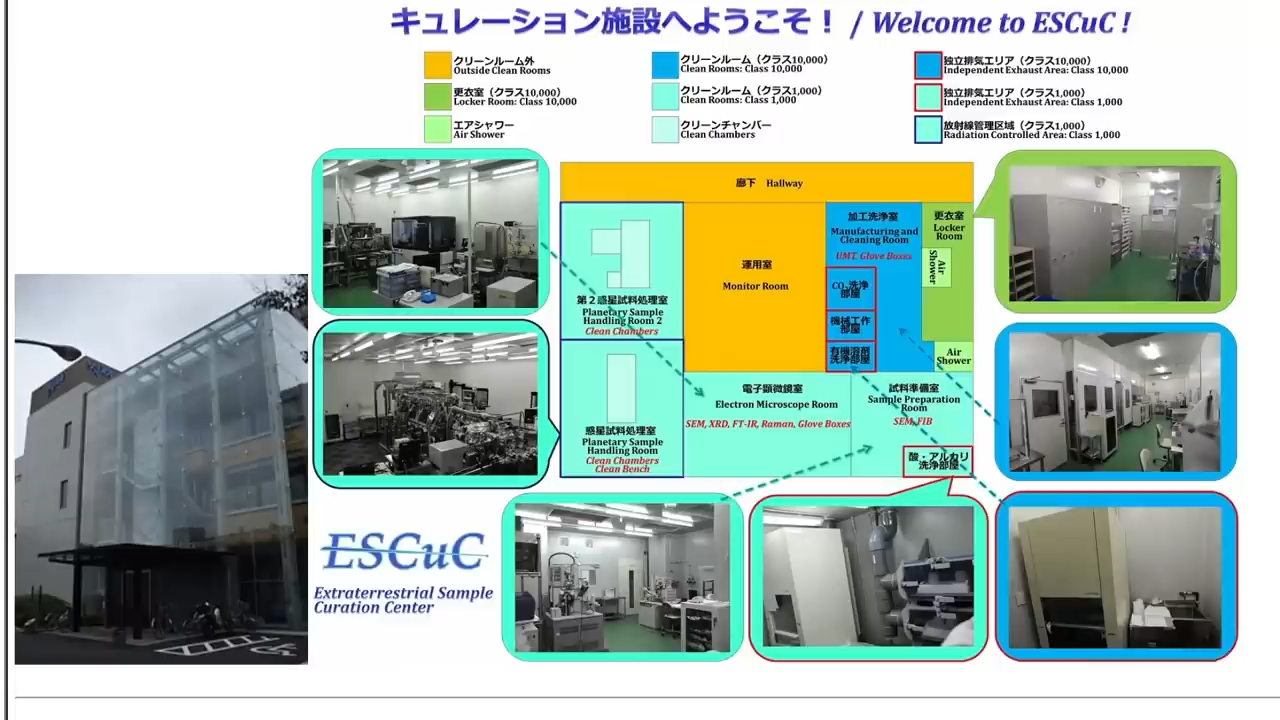 キュレーション施設へようこそ！ / Welcome to ESCuC !
クリーンルーム外
Outside Clean Rooms
クリーンルーム（クラス10,000）
Clean Rooms: Class 10,000
独立排気エリア（クラス10,000）
Independent Exhaust Area: Class 10,000
更衣室（クラス10,000）
Locker Room: Class 10,000
クリーンルーム（クラス1,000）
Clean Rooms: Class 1,000
独立排気エリア（クラス1,000）
Independent Exhaust Area: Class 1,000
エアシャワー
Air Shower
クリーンチャンバー
Clean Chambers
放射線管理区域（クラス1,000）
Radiation Controlled Area: Class 1,000
廊下 Hallway
第２惑星試料処理室
Planetary Sample
Handling Room 2
Clean Chambers
運用室
Monitor Room
加工洗浄室
Manufacturing and
Cleaning Room
UMT, Glove Boxes
CO₂洗浄
部屋
機械工作
部屋
有機溶剤
洗浄部屋
更衣室
Locker
Room
Air
Shower
Air
Shower
惑星試料処理室
Planetary Sample
Handling Room
Clean Chambers
Clean Bench
電子顕微鏡室
Electron Microscope Room
SEM, XRD, FT-IR, Raman, Glove Boxes
試料準備室
Sample Preparation
Room
SEM, FIB
酸・アルカリ
洗浄部屋
ESCuC
Extraterrestrial Sample
Curation Center